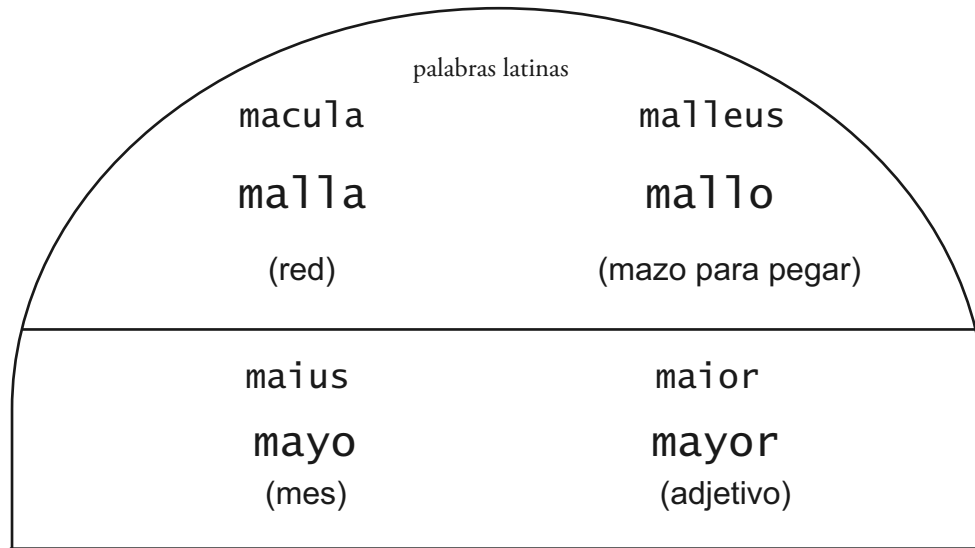 palabras latinas
macula malleus
malla mallo
(red) (mazo para pegar)
maius maior
mayo mayor
(mes) (adjetivo)